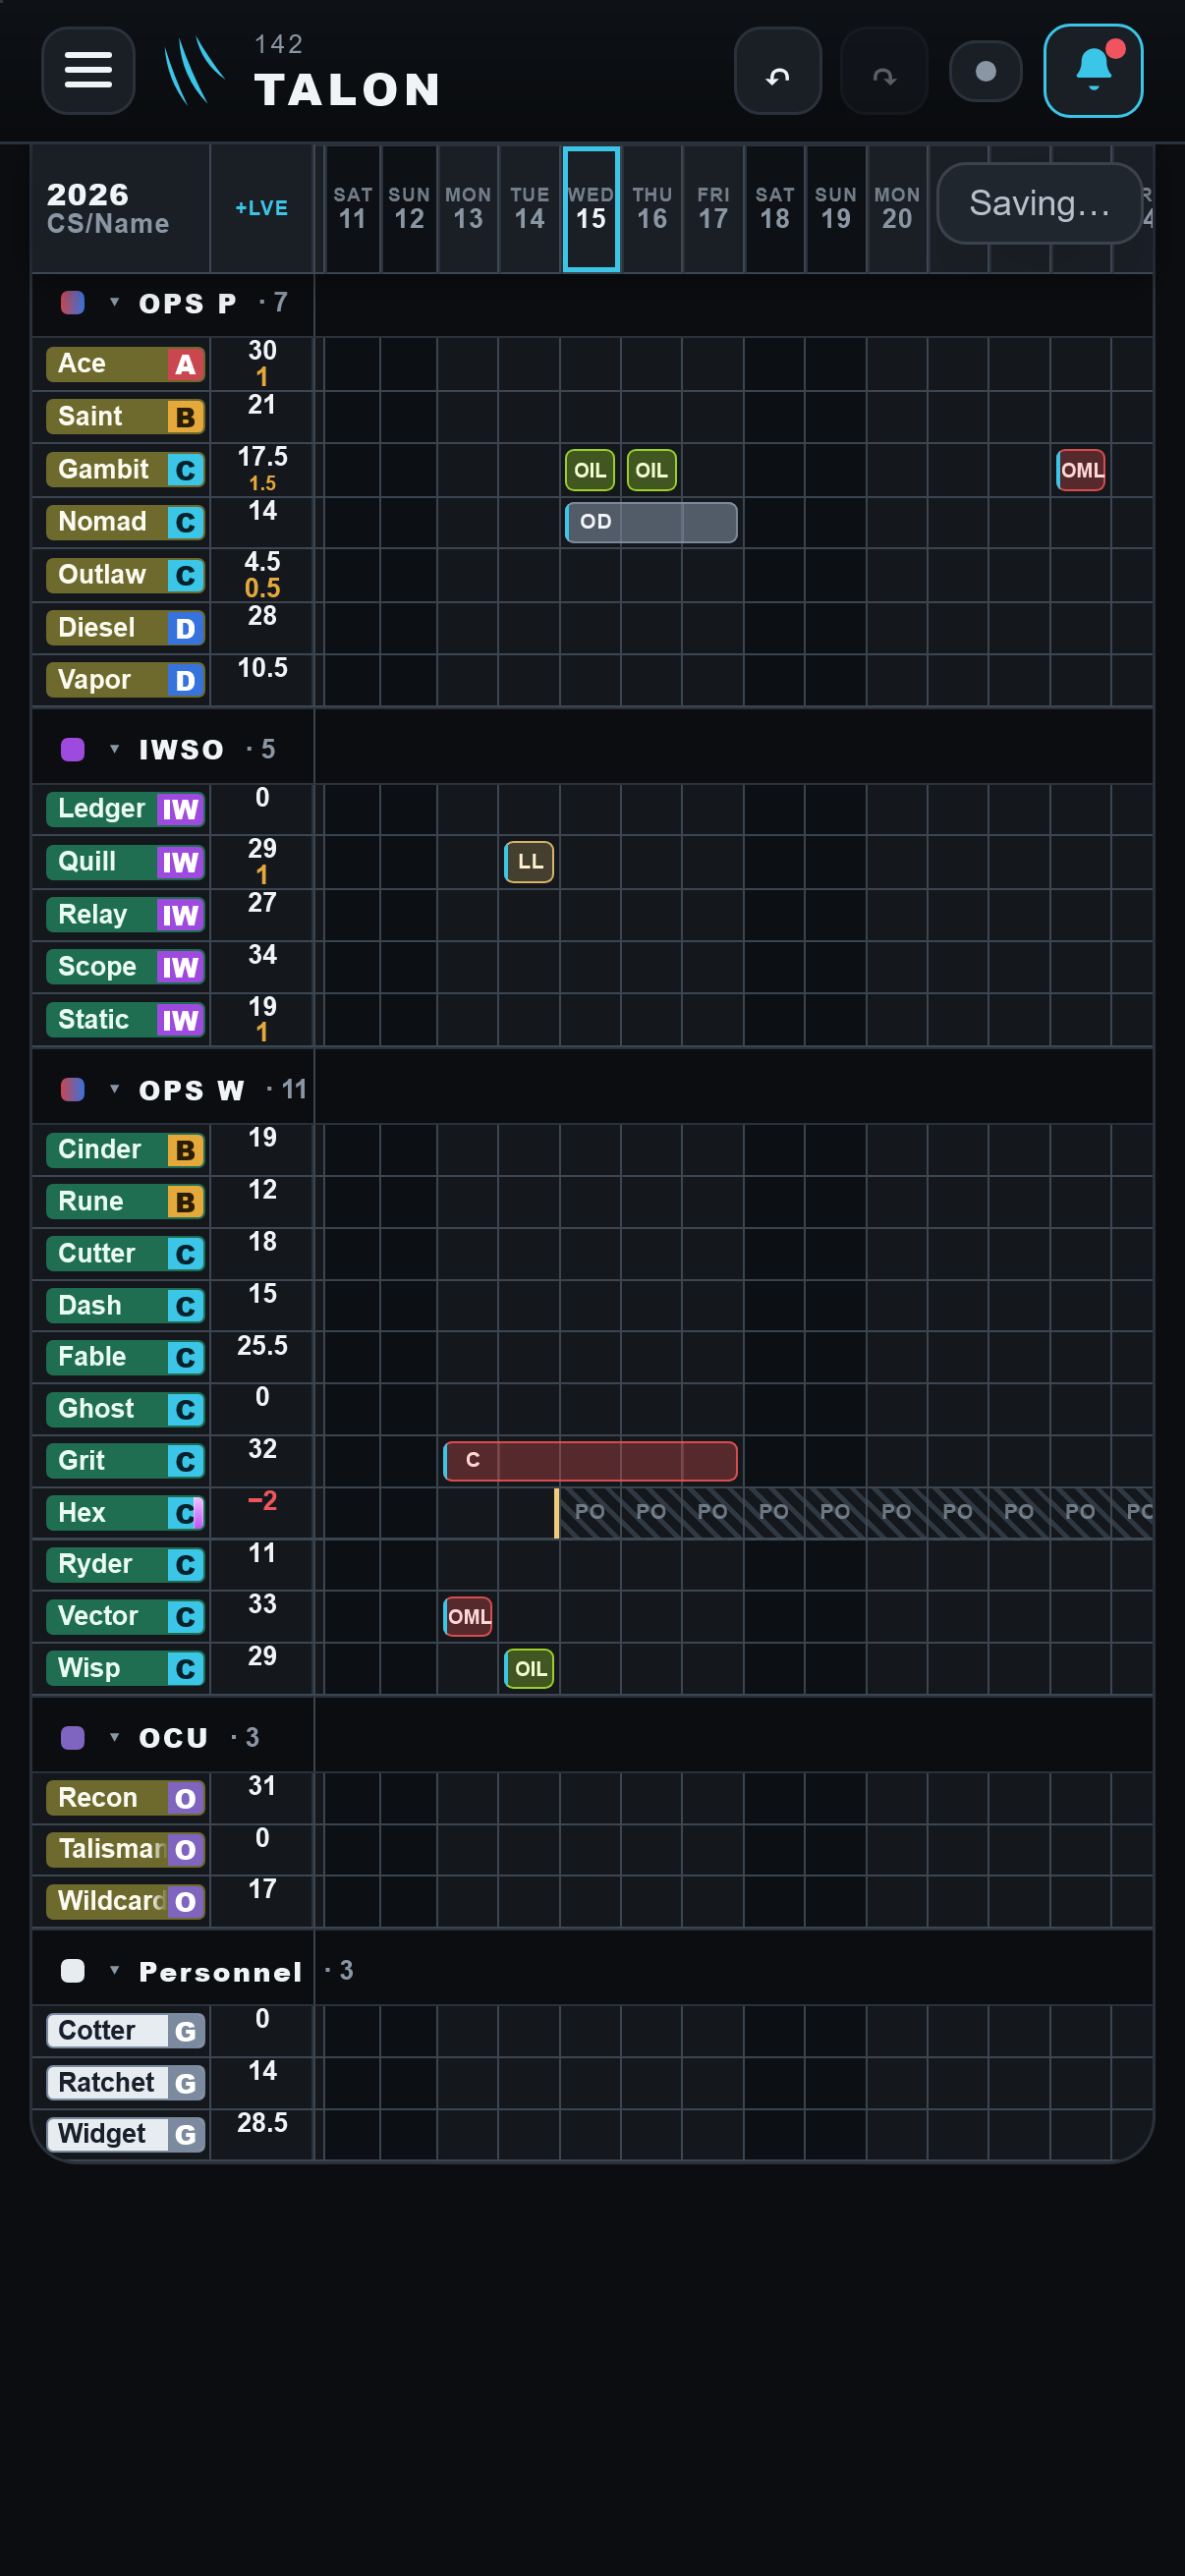 142
TALON
2026
CS/Name
+LVE
SAT 11
SUN 12
MON 13
TUE 14
WED 15
THU 16
FRI 17
SAT 18
SUN 19
MON 20
Saving…
OPS P · 7
Ace A 30
1
Saint B 21
Gambit C 17.5 OIL OIL OML
1.5
Nomad C 14 OD
Outlaw C 4.5
0.5
Diesel D 28
Vapor D 10.5
IWSO · 5
Ledger IW 0
Quill IW 29 LL
1
Relay IW 27
Scope IW 34
Static IW 19
1
OPS W · 11
Cinder B 19
Rune B 12
Cutter C 18
Dash C 15
Fable C 25.5
Ghost C 0
Grit C 32 C
Hex C −2 PO PO PO PO PO PO PO PO PO PO
Ryder C 11
Vector C 33 OML
Wisp C 29 OIL
OCU · 3
Recon O 31
Talisman O 0
Wildcard O 17
Personnel · 3
Cotter G 0
Ratchet G 14
Widget G 28.5